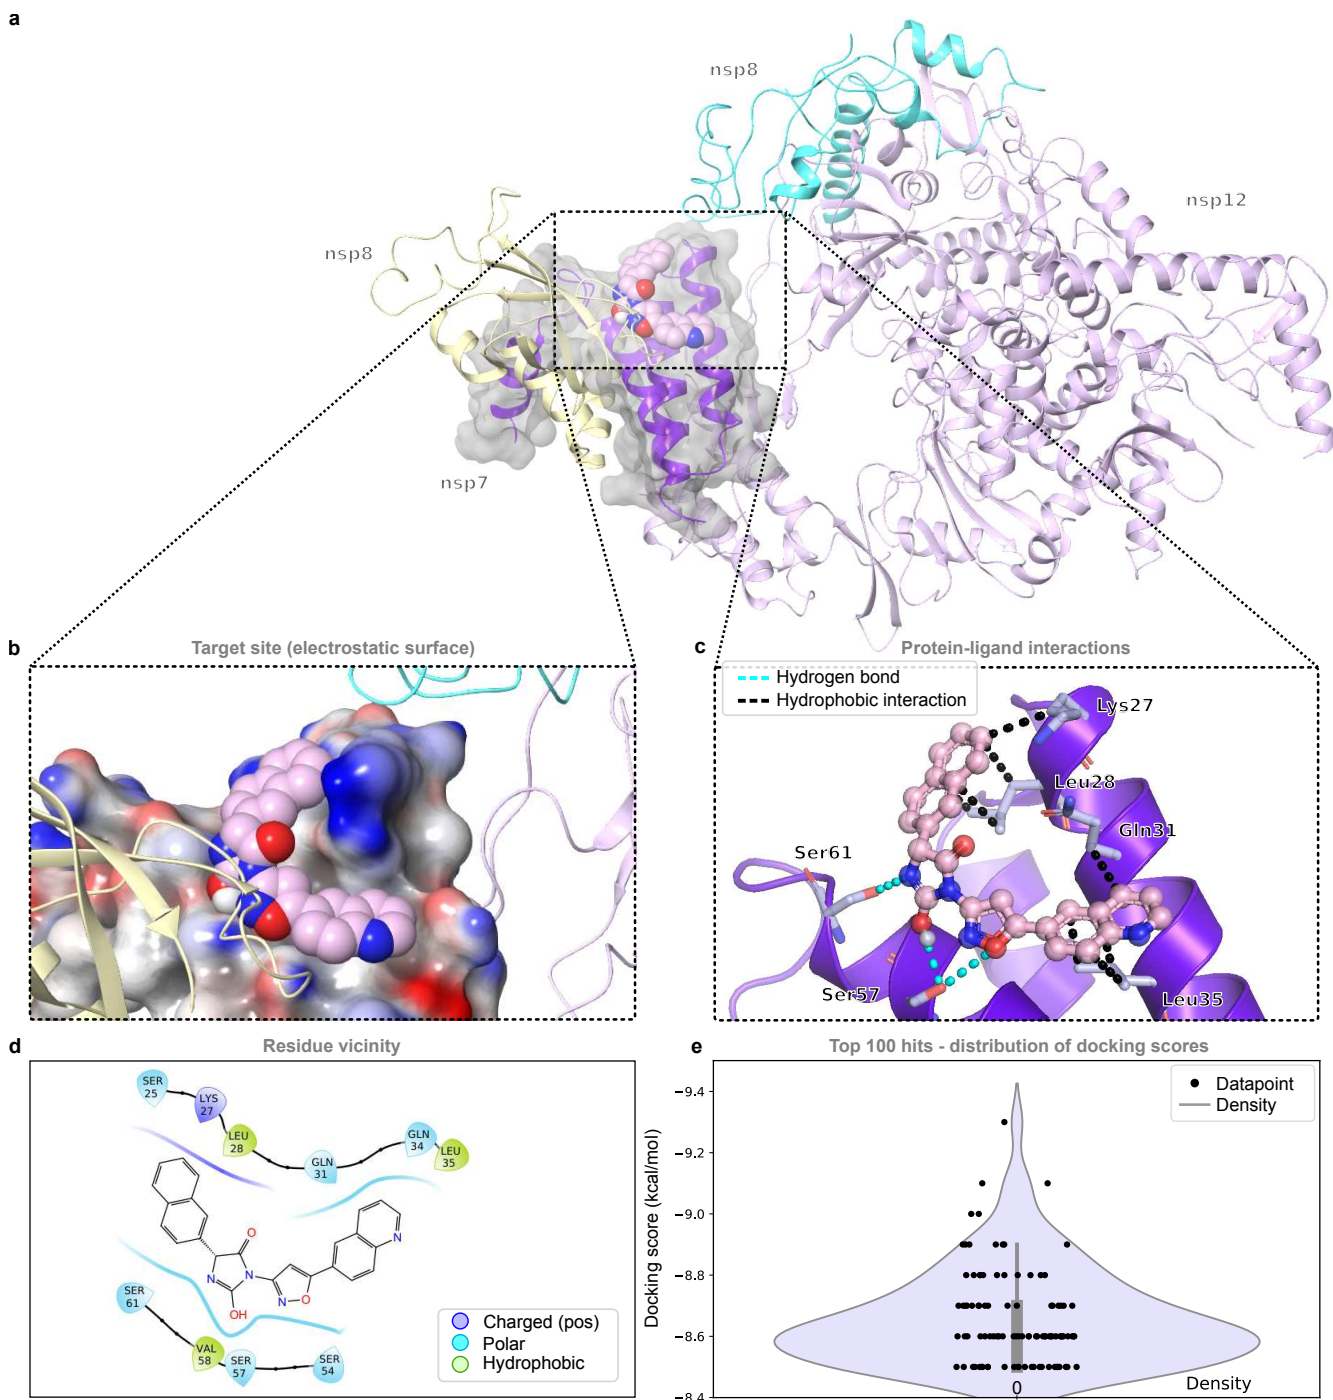 a
nsp8
nsp12
nsp8
nsp7
b
Target site (electrostatic surface)
c
Protein-ligand interactions
Hydrogen bond
Hydrophobic interaction
Lys27
Leu28
Gln31
Ser61
Ser57
Leu35
d
Residue vicinity
SER
25
LYS
27
LEU
28
GLN
31
GLN
34
LEU
35
O
N
N
N
O
N
OH
SER
61
VAL
58
SER
57
SER
54
Charged (pos)
Polar
Hydrophobic
e
Top 100 hits - distribution of docking scores
Docking score (kcal/mol)
−9.4
−9.2
−9.0
−8.8
−8.6
−8.4
Datapoint
Density
0
Density